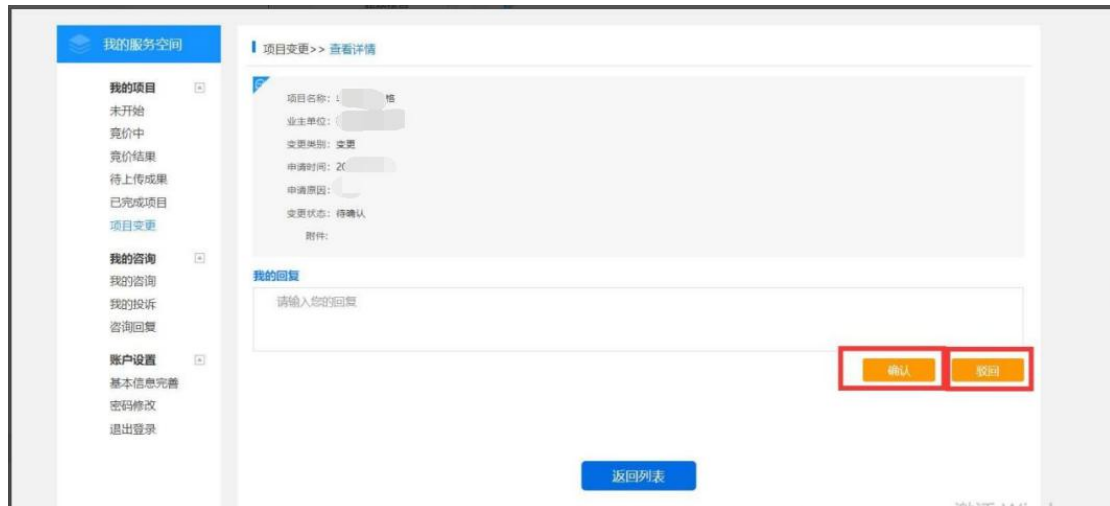 我的服务空间
项目变更>> 查看详情
我的项目
未开始
竞价中
竞价结果
待上传成果
已完成项目
项目变更
我的咨询
我的咨询
我的投诉
咨询回复
账户设置
基本信息完善
密码修改
退出登录
项目名称：
业主单位：
变更类别：变更
申请时间：20
申请原因：
变更状态：待确认
附件：
我的回复
请输入您的回复
确认
驳回
返回列表